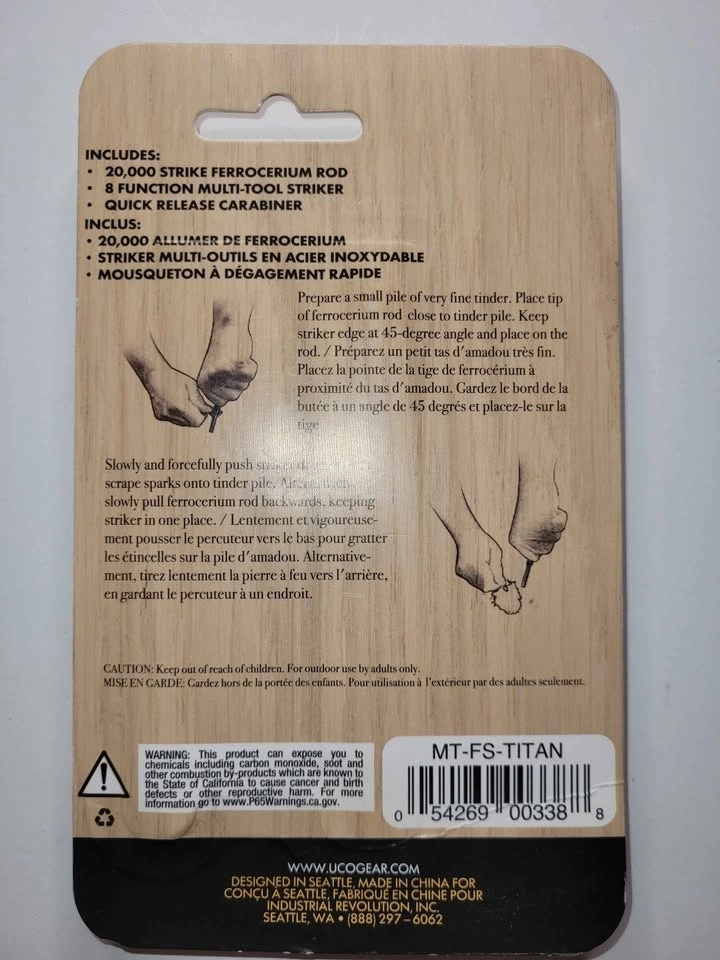 INCLUDES:
• 20,000 STRIKE FERROCERIUM ROD
• 8 FUNCTION MULTI-TOOL STRIKER
• QUICK RELEASE CARABINER
INCLUS:
• 20,000 ALLUMER DE FERROCERIUM
• STRIKER MULTI-OUTILS EN ACIER INOXYDABLE
• MOUSQUETON À DÉGAGEMENT RAPIDE
Prepare a small pile of very fine tinder. Place tip
of ferrocerium rod close to tinder pile. Keep
striker edge at 45-degree angle and place on the
rod. / Préparez un petit tas d'amadou très fin.
Placez la pointe de la tige de ferrocérium à
proximité du tas d'amadou. Gardez le bord de la
butée à un angle de 45 degrés et placez-le sur la
tige
Slowly and forcefully push
scrape sparks onto tinder pile.
slowly pull ferrocerium rod backwards, keeping
striker in one place. / Lentement et vigoureuse-
ment pousser le percuteur vers le bas pour gratter
les étincelles sur la pile d'amadou. Alternative-
ment, tirez lentement la pierre à feu vers l'arrière,
en gardant le percuteur à un endroit.
CAUTION: Keep out of reach of children. For outdoor use by adults only.
MISE EN GARDE: Gardez hors de la portée des enfants. Pour utilisation à l'extérieur par des adultes seulement.
WARNING: This product can expose you to
chemicals including carbon monoxide, soot and
other combustion by-products which are known to
the State of California to cause cancer and birth
defects or other reproductive harm. For more
information go to www.P65Warnings.ca.gov.
MT-FS-TITAN
0 54269 00338 8
WWW.UCOGEAR.COM
DESIGNED IN SEATTLE, MADE IN CHINA FOR
CONÇU A SEATTLE, FABRIQUÉ EN CHINE POUR
INDUSTRIAL REVOLUTION, INC.
SEATTLE, WA • (888) 297-6062